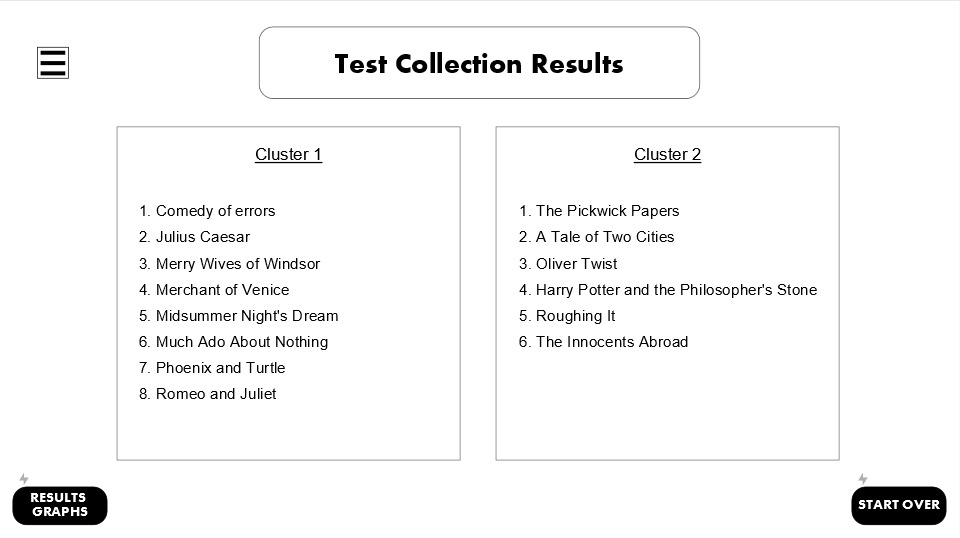 Test Collection Results
Cluster 1
1. Comedy of errors
2. Julius Caesar
3. Merry Wives of Windsor
4. Merchant of Venice
5. Midsummer Night's Dream
6. Much Ado About Nothing
7. Phoenix and Turtle
8. Romeo and Juliet
Cluster 2
1. The Pickwick Papers
2. A Tale of Two Cities
3. Oliver Twist
4. Harry Potter and the Philosopher's Stone
5. Roughing It
6. The Innocents Abroad
RESULTS
GRAPHS
START OVER